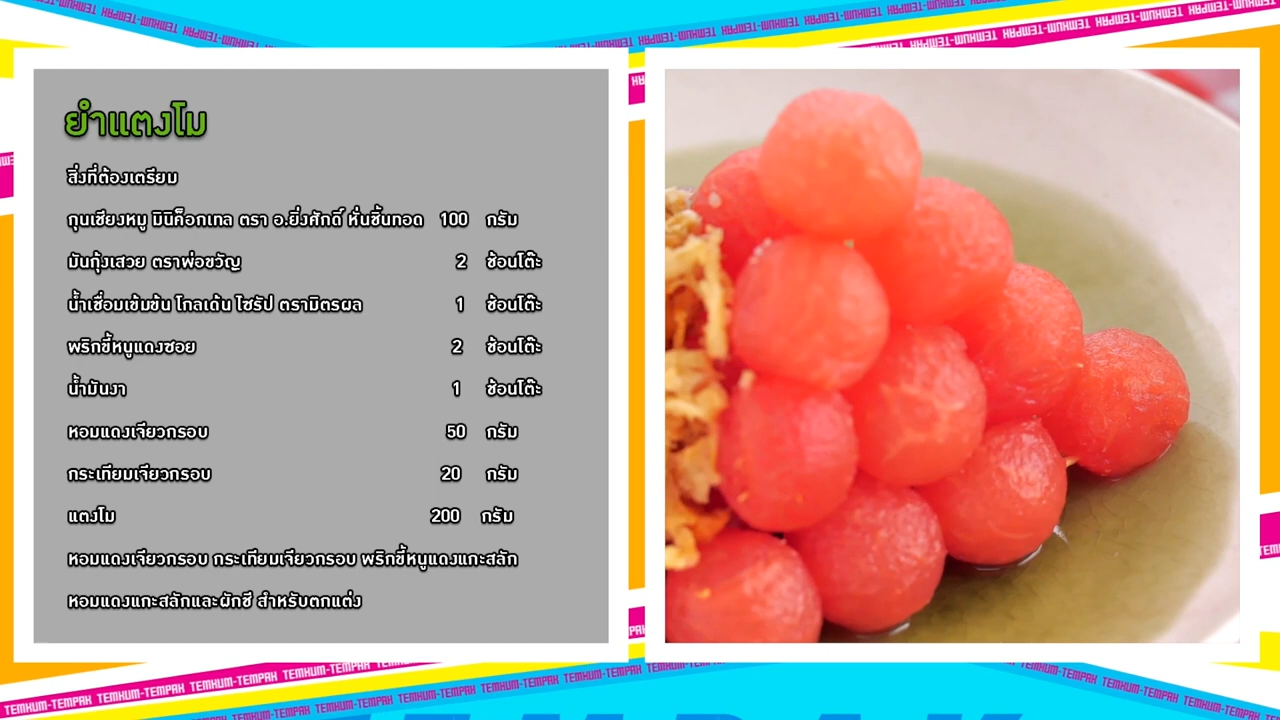 ยำแตงโม
สิ่งที่ต้องเตรียม
กุนเชียงหมู มินิค็อกเทล ตรา อ.ยิ่งศักดิ์ หั่นชิ้นทอด 100 กรัม
มันกุ้งเสวย ตราพ่อขวัญ 2 ช้อนโต๊ะ
น้ำเชื่อมเข้มข้น โกลเด้น ไซรัป ตรามิตรผล 1 ช้อนโต๊ะ
พริกขี้หนูแดงซอย 2 ช้อนโต๊ะ
น้ำมันงา 1 ช้อนโต๊ะ
หอมแดงเจียวกรอบ 50 กรัม
กระเทียมเจียวกรอบ 20 กรัม
แตงโม 200 กรัม
หอมแดงเจียวกรอบ กระเทียมเจียวกรอบ พริกขี้หนูแดงแกะสลัก
หอมแดงแกะสลักและผักชี สำหรับตกแต่ง
TEMKUM-TEMPAK TEMKUM-TEMPAK TEMKUM-TEMPAK TEMKUM-TEMPAK